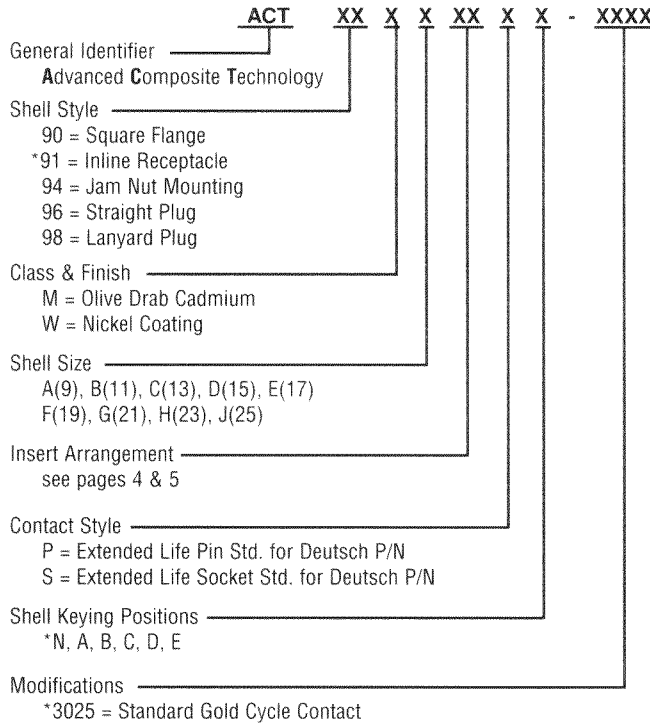 ACT XX X X XX X X - XXXX
General Identifier
Advanced Composite Technology
Shell Style
90 = Square Flange
*91 = Inline Receptacle
94 = Jam Nut Mounting
96 = Straight Plug
98 = Lanyard Plug
Class & Finish
M = Olive Drab Cadmium
W = Nickel Coating
Shell Size
A(9), B(11), C(13), D(15), E(17)
F(19), G(21), H(23), J(25)
Insert Arrangement
see pages 4 & 5
Contact Style
P = Extended Life Pin Std. for Deutsch P/N
S = Extended Life Socket Std. for Deutsch P/N
Shell Keying Positions
*N, A, B, C, D, E
Modifications
*3025 = Standard Gold Cycle Contact